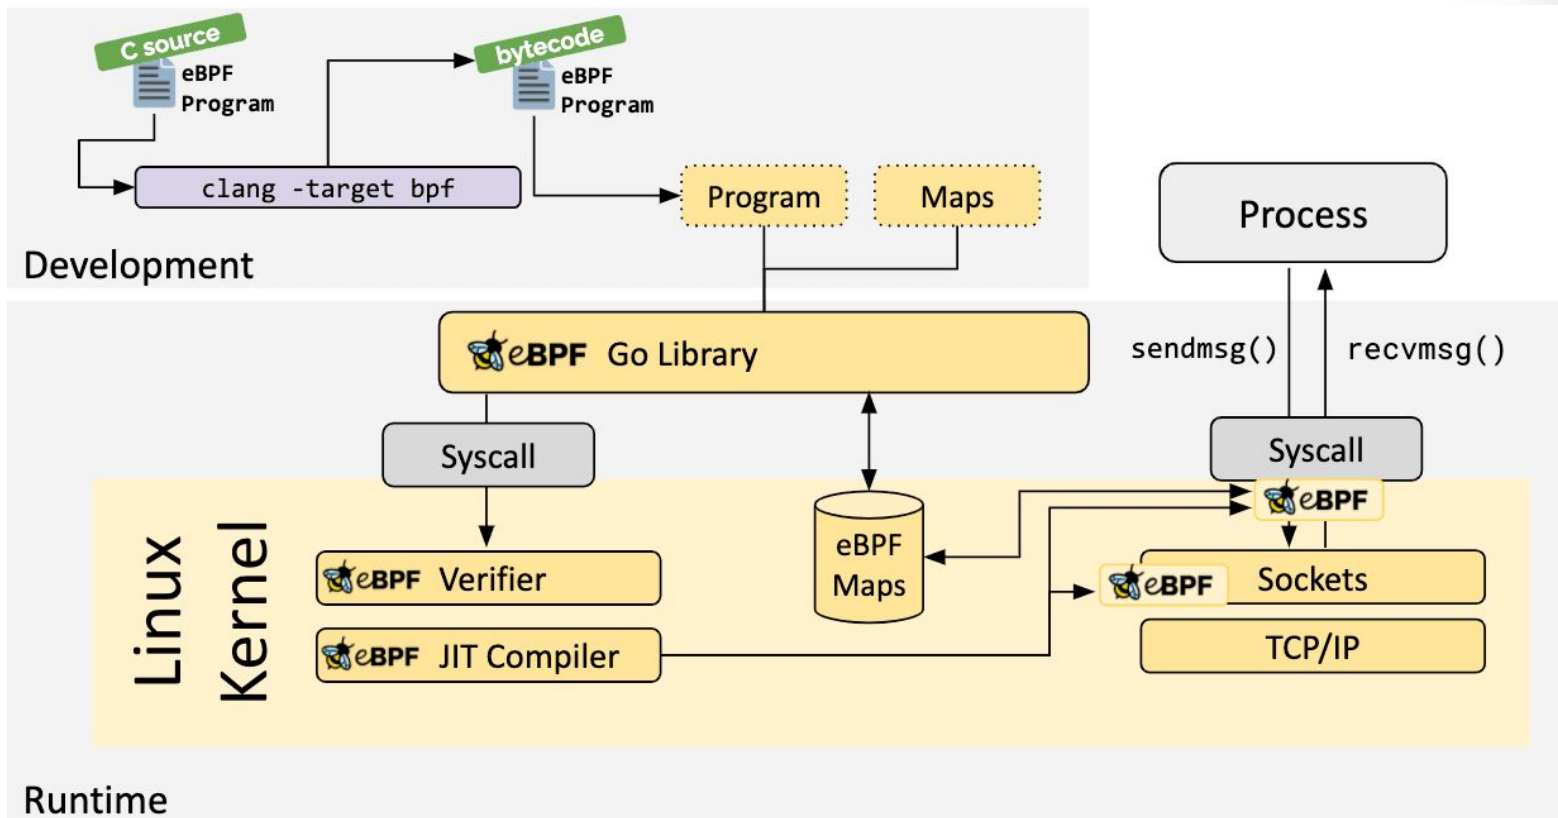 C source
eBPF
Program
bytecode
eBPF
Program
clang -target bpf
Program
Maps
Development
Process
eBPF Go Library
sendmsg()
recvmsg()
Syscall
Syscall
eBPF
Linux
Kernel
eBPF Verifier
eBPF
Maps
eBPF
Sockets
eBPF JIT Compiler
TCP/IP
Runtime